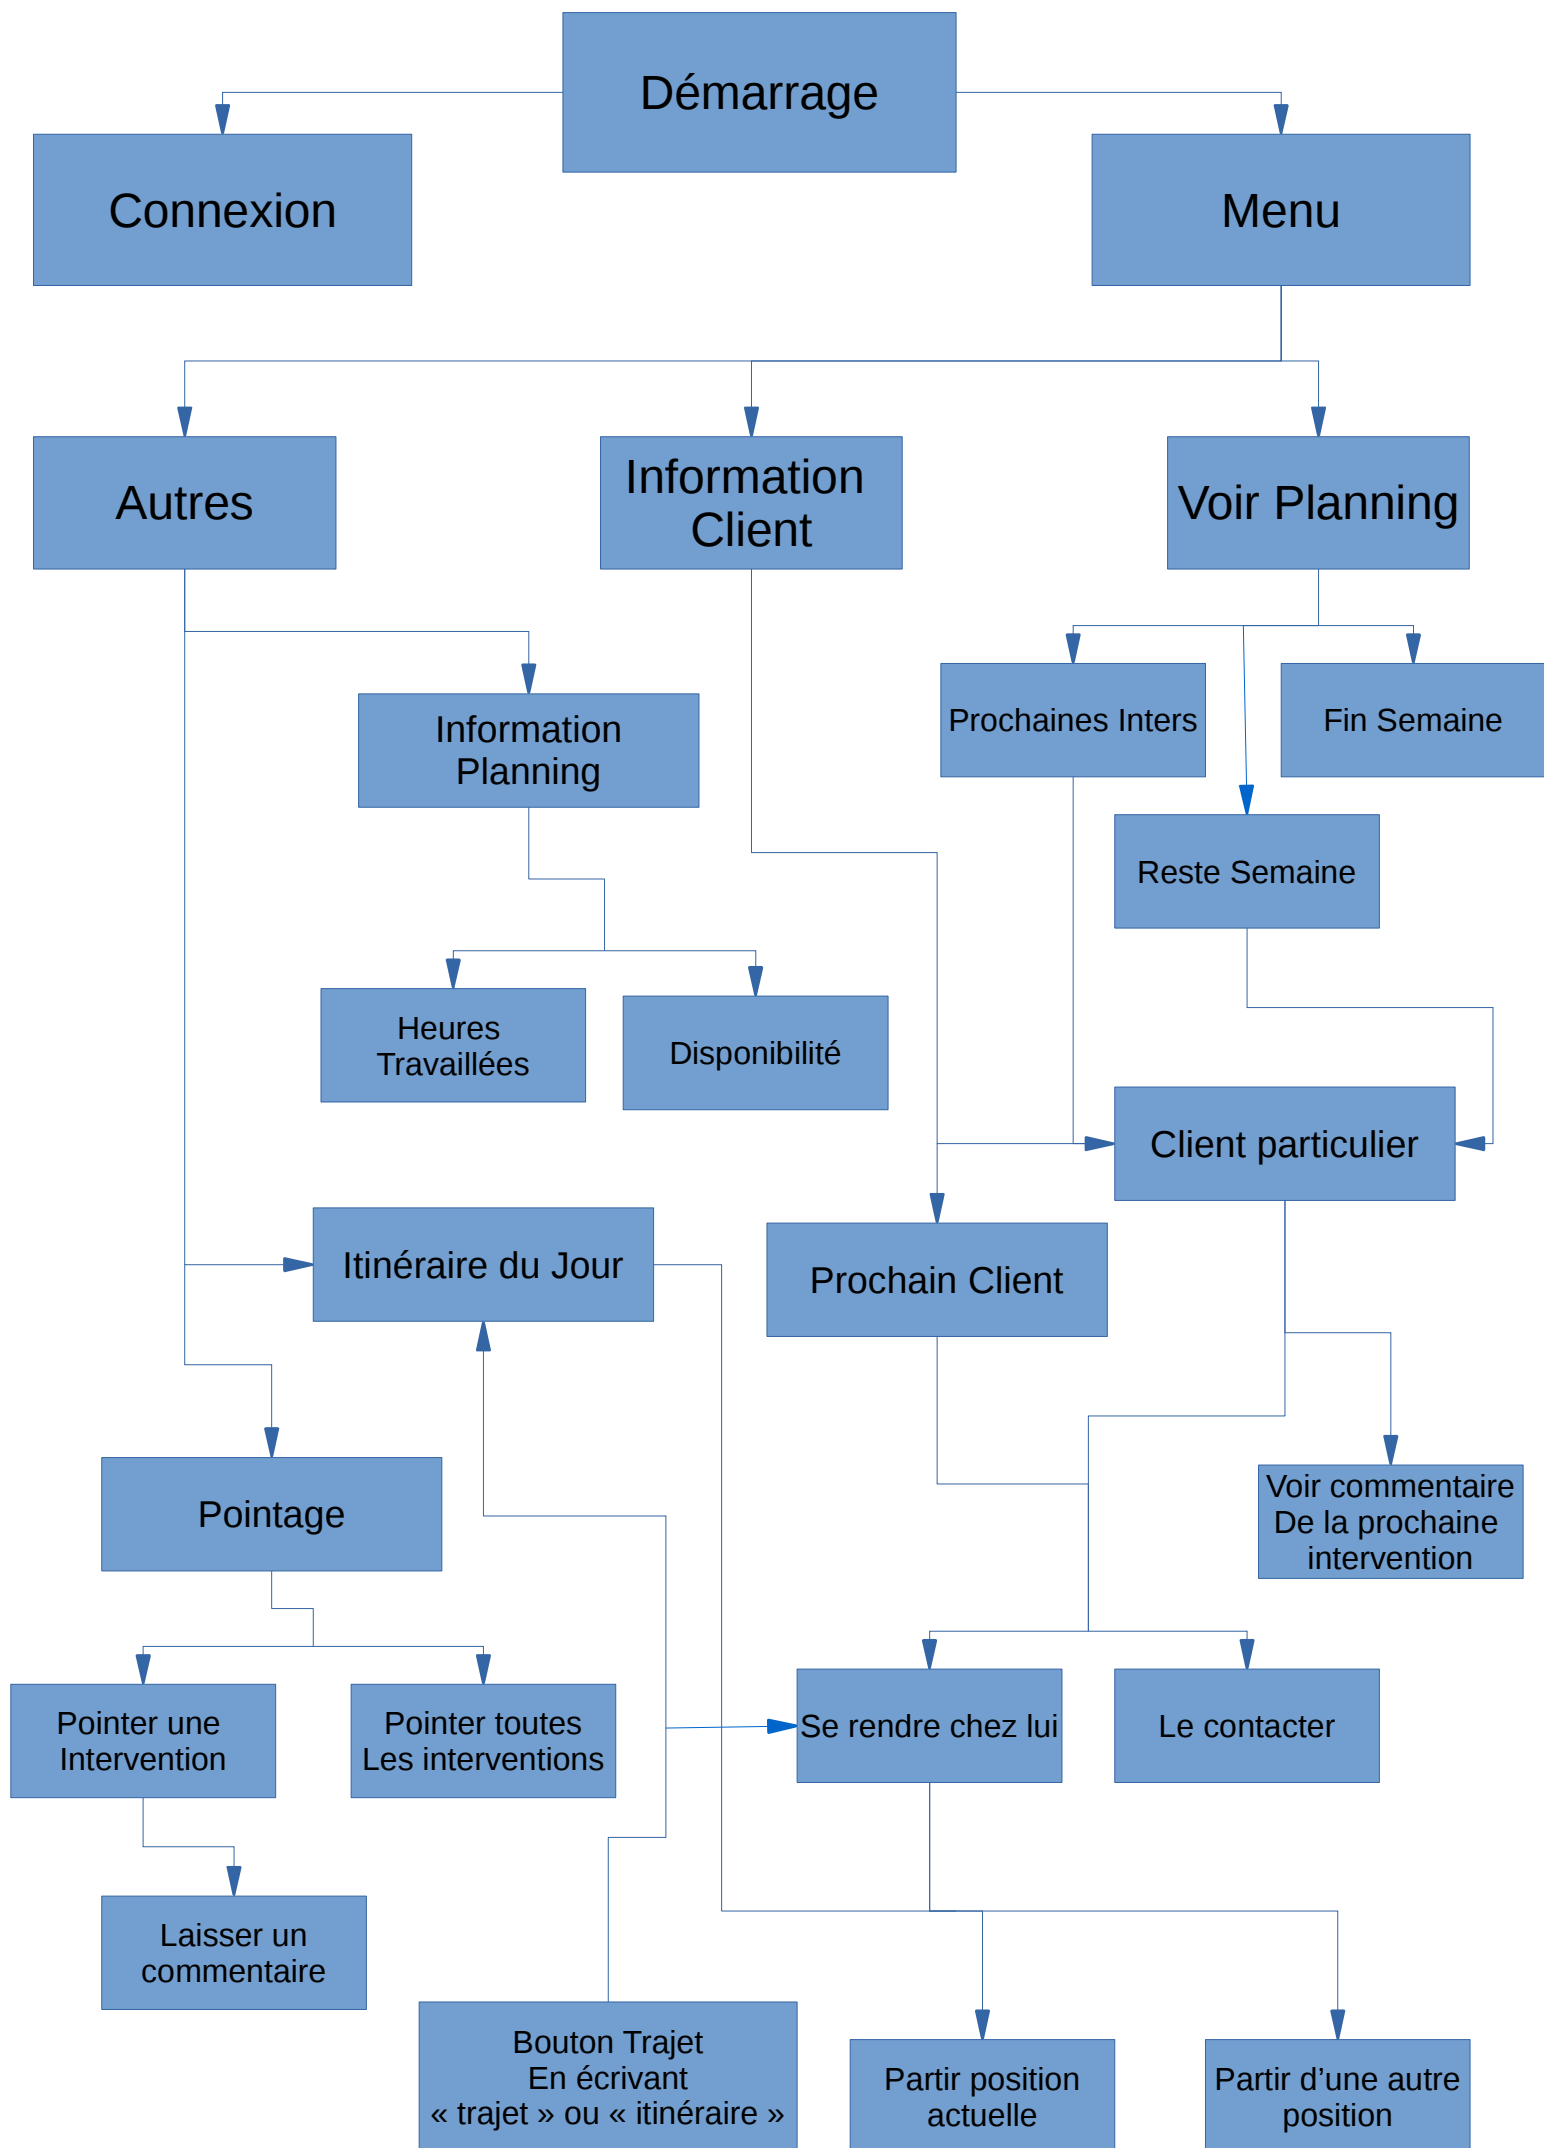 Démarrage
Connexion
Menu
Autres
Information
Client
Voir Planning
Prochaines Inters
Fin Semaine
Information
Planning
Reste Semaine
Heures
Travaillées
Disponibilité
Client particulier
Itinéraire du Jour
Prochain Client
Pointage
Voir commentaire
De la prochaine
intervention
Pointer une
Intervention
Pointer toutes
Les interventions
Se rendre chez lui
Le contacter
Laisser un
commentaire
Bouton Trajet
En écrivant
« trajet » ou « itinéraire »
Partir position
actuelle
Partir d’une autre
position